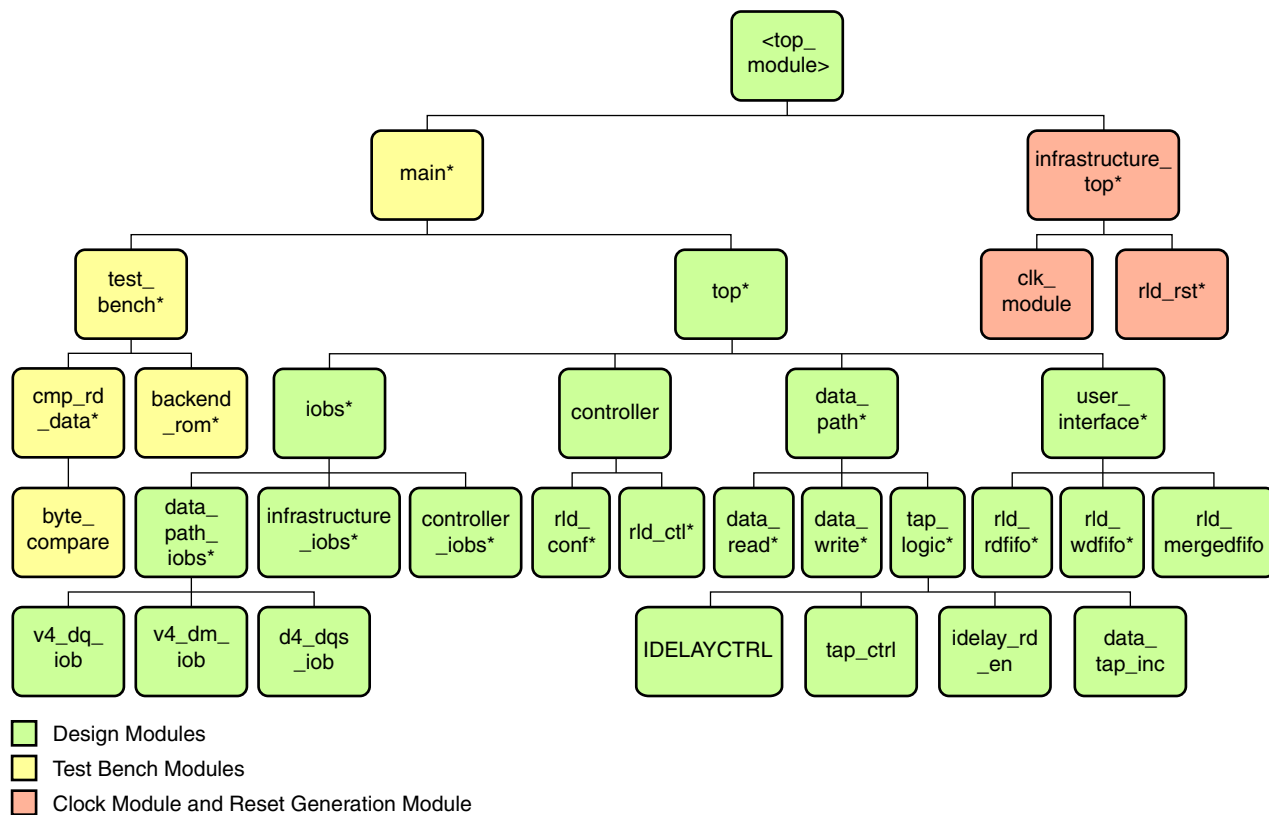 <top_
module>
main*
infrastructure_
top*
test_
bench*
top*
clk_
module
rld_rst*
cmp_rd
_data*
backend
_rom*
iobs*
controller
data_
path*
user_
interface*
byte_
compare
data_
path_
iobs*
infrastructure
_iobs*
controller
_iobs*
rld_
conf*
rld_ctl*
data_
read*
data_
write*
tap_
logic*
rld_
rdfifo*
rld_
wdfifo*
rld_
mergedfifo
v4_dq_
iob
v4_dm_
iob
d4_dqs
_iob
IDELAYCTRL
tap_ctrl
idelay_rd
_en
data_
tap_inc
Design Modules
Test Bench Modules
Clock Module and Reset Generation Module